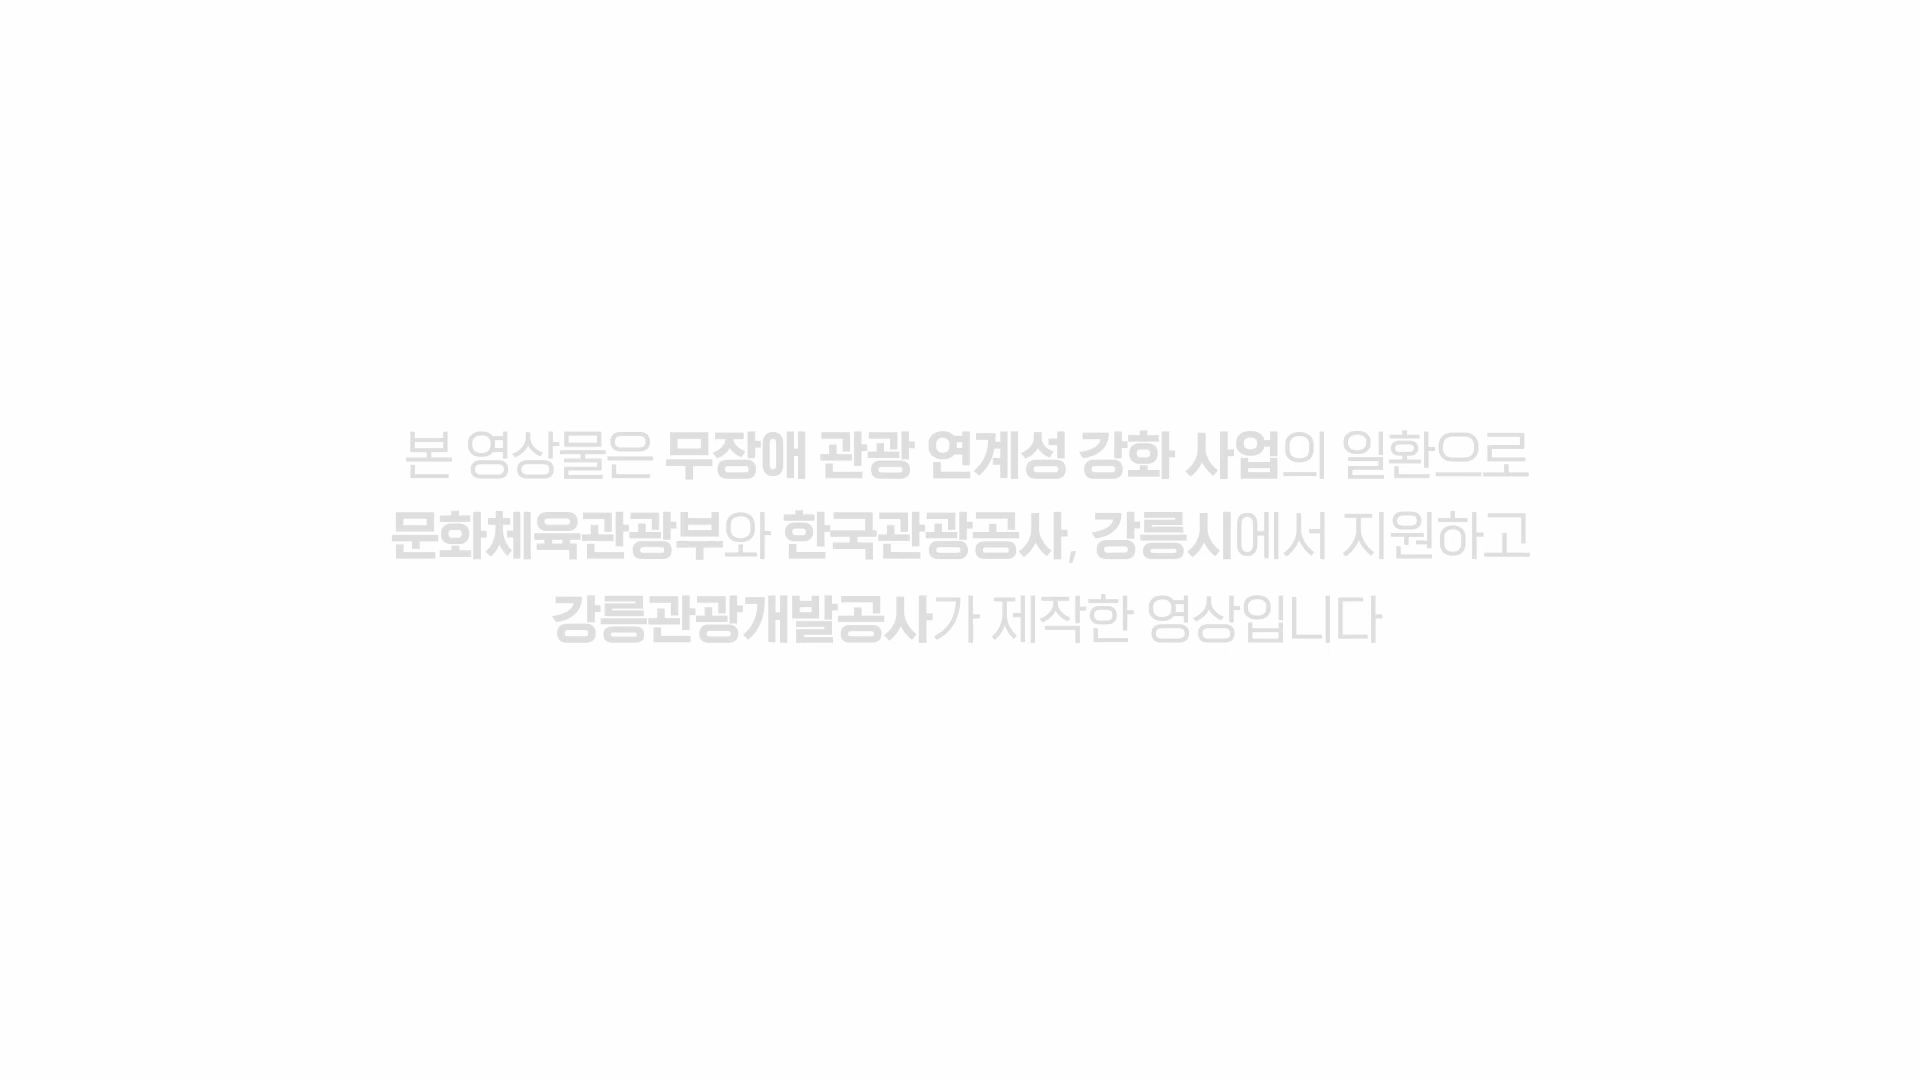 본 영상물은 무장애 관광 연계성 강화 사업의 일환으로
문화체육관광부와 한국관광공사, 강릉시에서 지원하고
강릉관광개발공사가 제작한 영상입니다